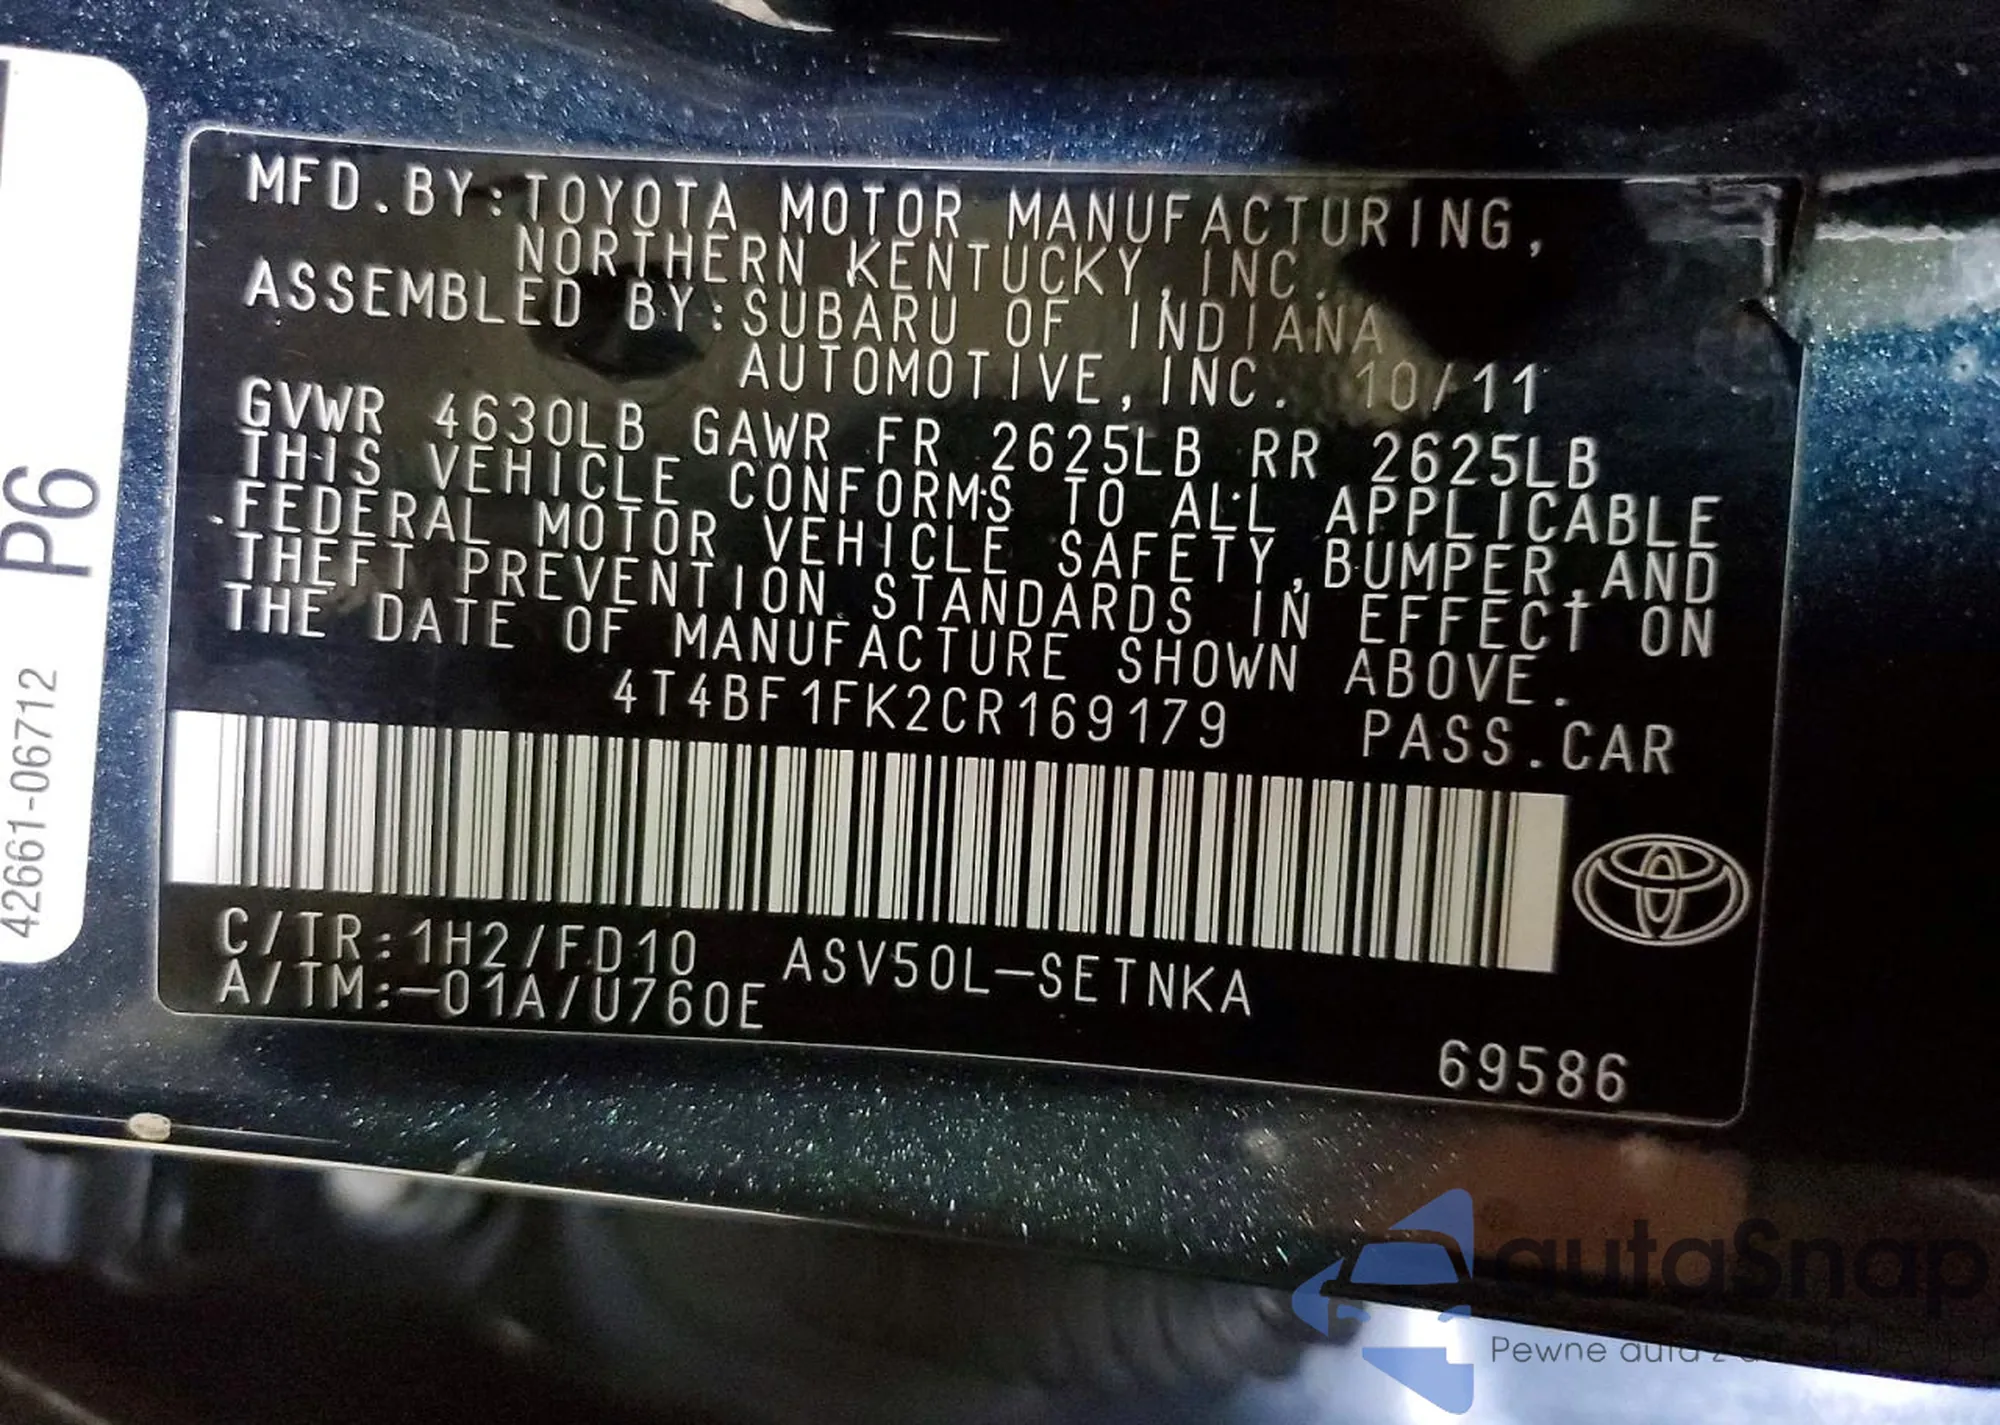 MFD.BY:TOYOTA MOTOR MANUFACTURING,
NORTHERN KENTUCKY,INC.
ASSEMBLED BY:SUBARU OF INDIANA
AUTOMOTIVE,INC. 10/11
GVWR 4630LB GAWR FR 2625LB RR 2625LB
THIS VEHICLE CONFORMS TO ALL APPLICABLE
FEDERAL MOTOR VEHICLE SAFETY,BUMPER,AND
THEFT PREVENTION STANDARDS IN EFFECT ON
THE DATE OF MANUFACTURE SHOWN ABOVE.
4T4BF1FK2CR169179 PASS.CAR
C/TR:1H2/FD10 ASV50L-SETNKA
A/TM:-01A/U760E
69586
P6
42661-06712
autaSnap
Pewne auta z